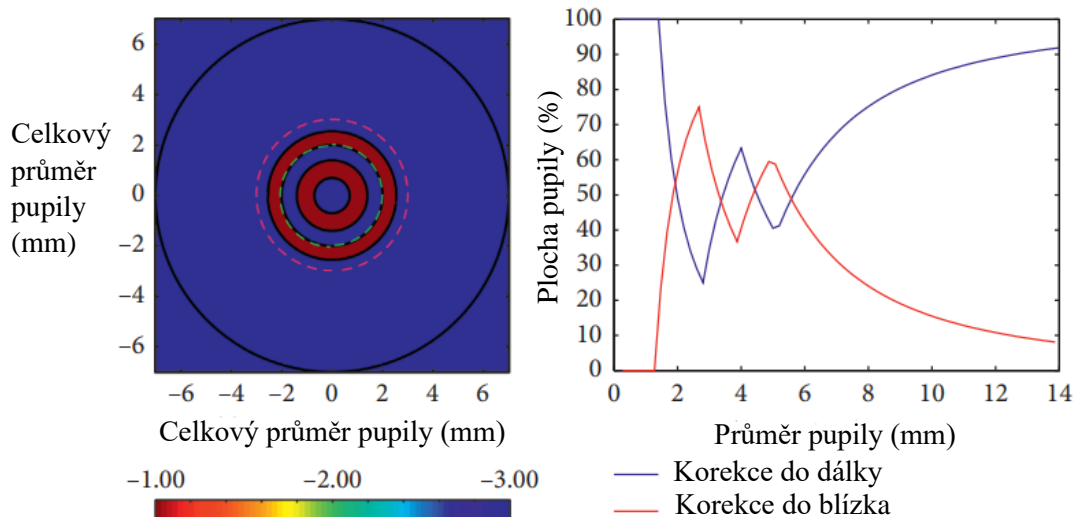 Celkový
průměr
pupily
(mm)
6
4
2
0
−2
−4
−6
−6 −4 −2 0 2 4 6
Celkový průměr pupily (mm)
−1.00 −2.00 −3.00
Plocha pupily (%)
100
90
80
70
60
50
40
30
20
10
0
0 2 4 6 8 10 12 14
Průměr pupily (mm)
Korekce do dálky
Korekce do blízka